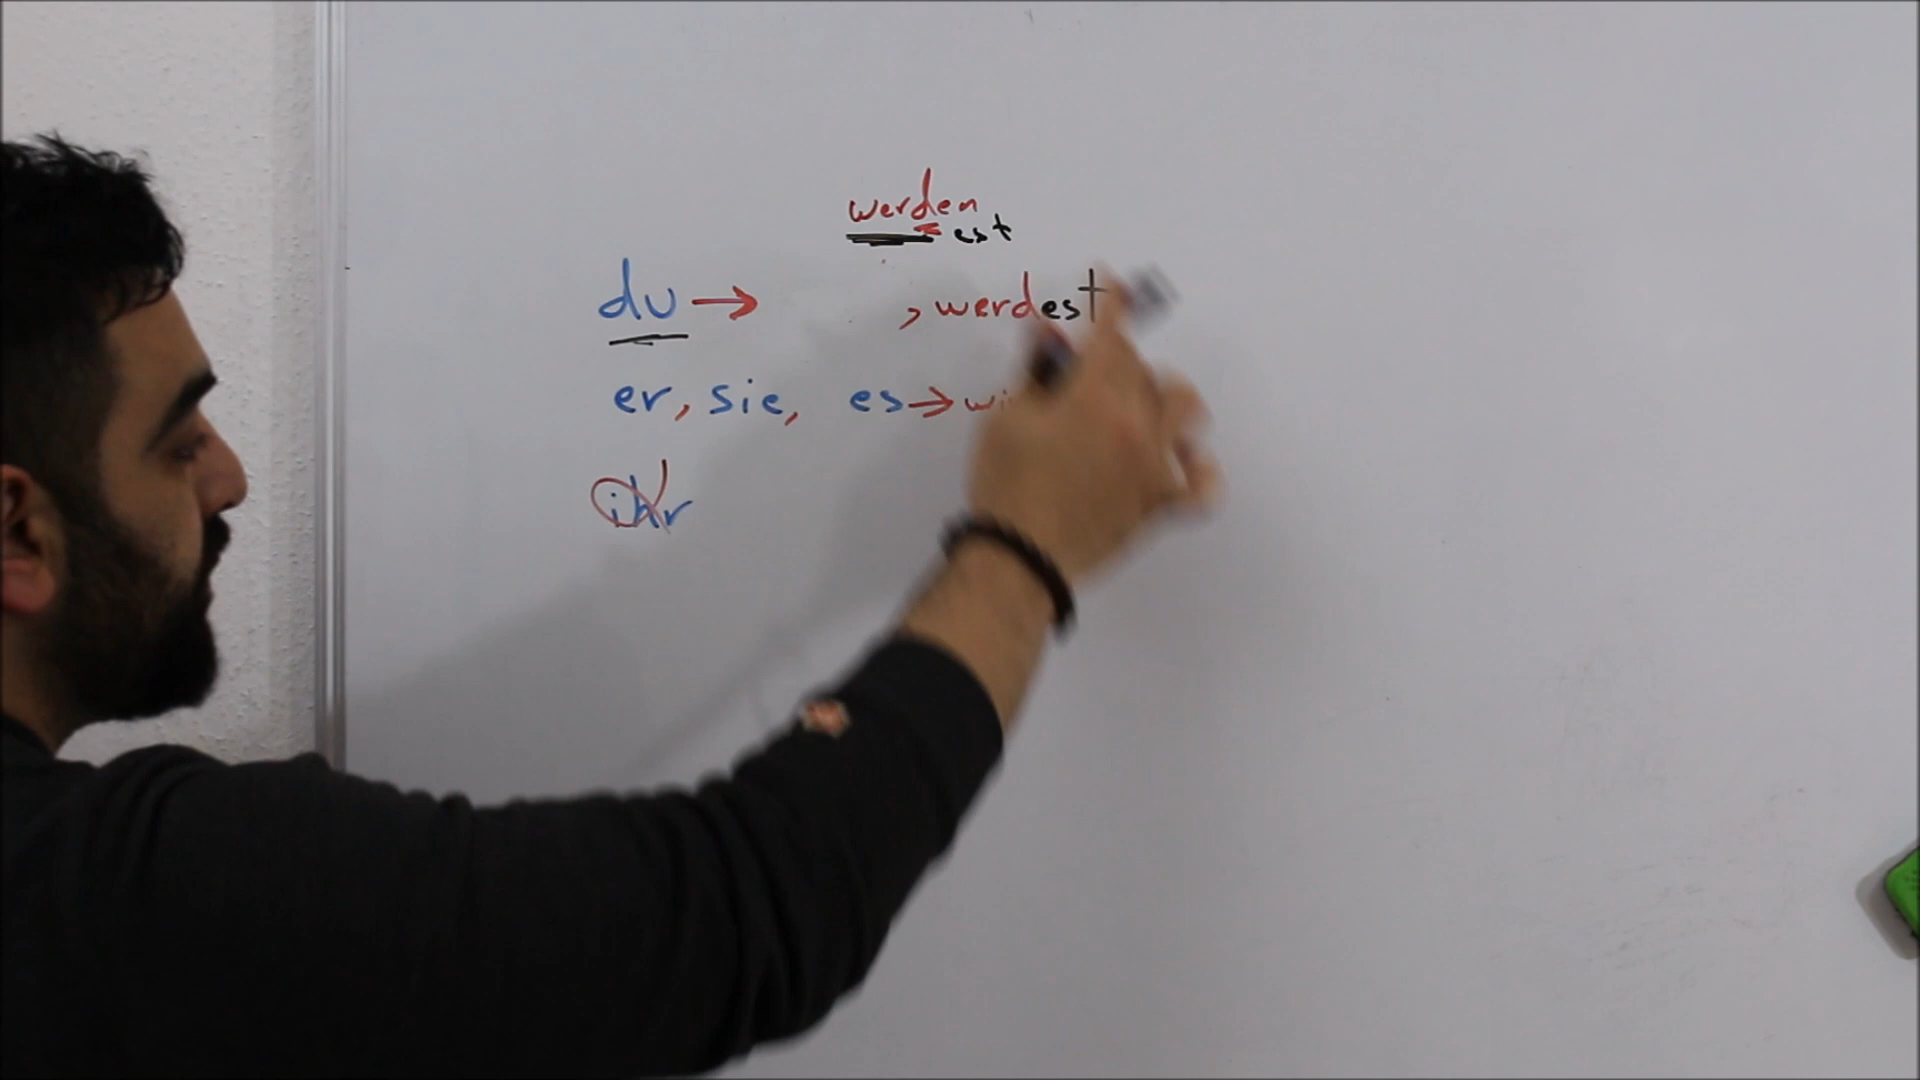 werden
est
du → , werdest
er, sie, es →
ihr